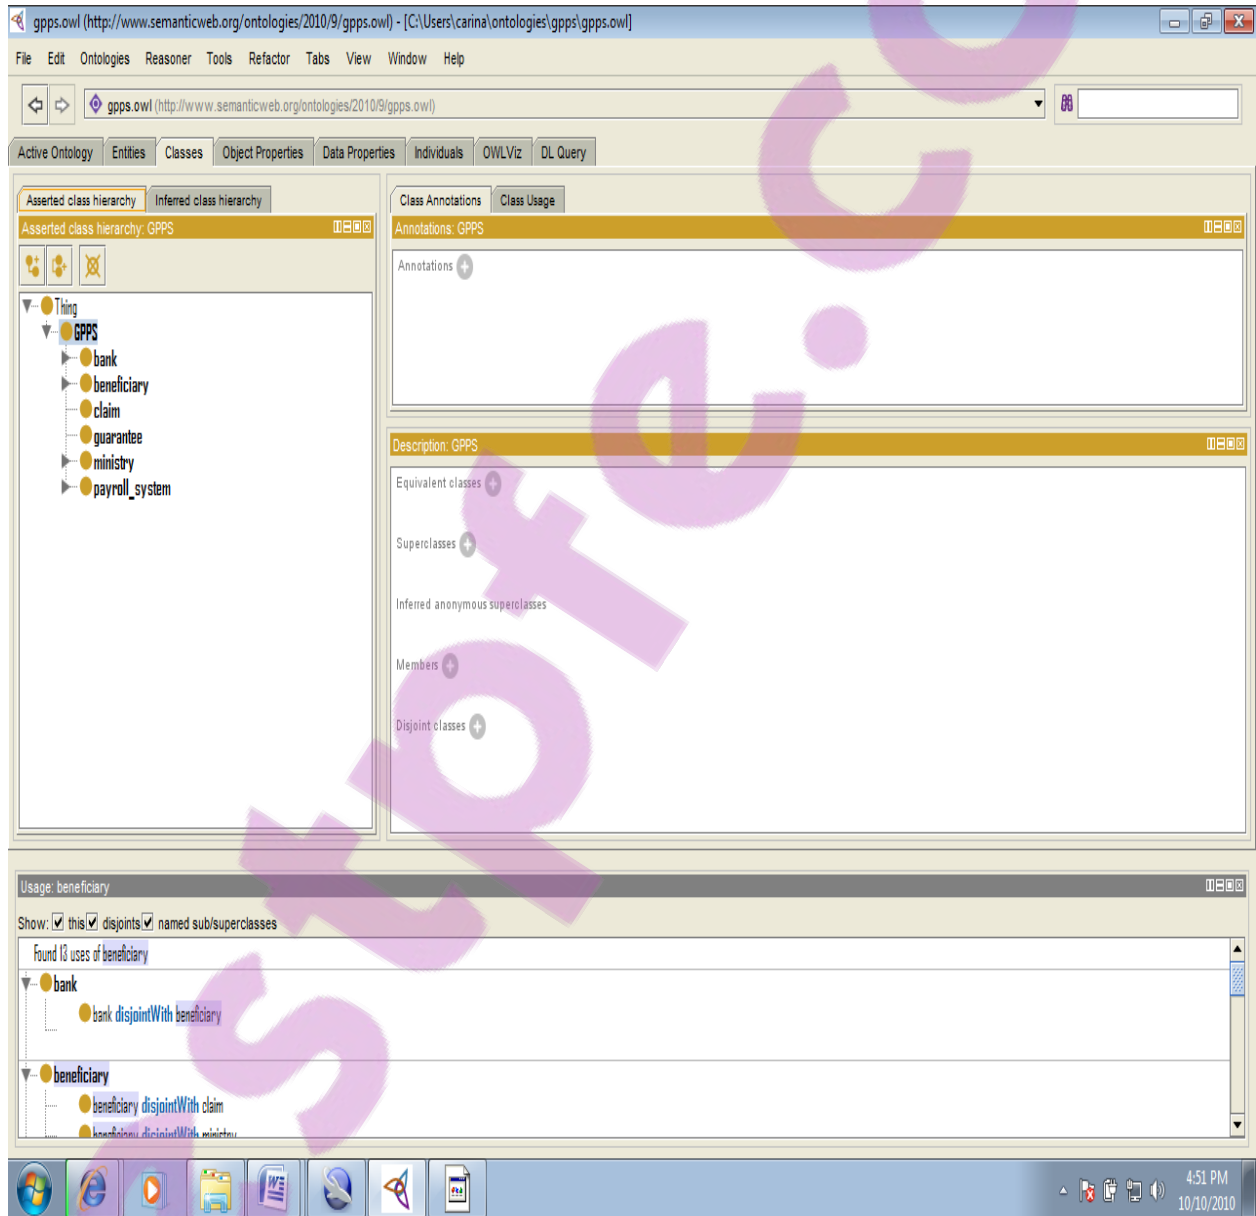 gpps.owl (http://www.semanticweb.org/ontologies/2010/9/gpps.owl) - [C:\Users\carina\ontologies\gpps\gpps.owl]
File Edit Ontologies Reasoner Tools Refactor Tabs View Window Help
gpps.owl (http://www.semanticweb.org/ontologies/2010/9/gpps.owl)
Active Ontology Entities Classes Object Properties Data Properties Individuals OWLViz DL Query
Asserted class hierarchy Inferred class hierarchy
Asserted class hierarchy: GPPS
Thing
GPPS
bank
beneficiary
claim
guarantee
ministry
payroll_system
Class Annotations Class Usage
Annotations: GPPS
Annotations
Description: GPPS
Equivalent classes
Superclasses
Inferred anonymous superclasses
Members
Disjoint classes
Usage: beneficiary
Show: this disjoints named sub/superclasses
Found 13 uses of beneficiary
bank
bank disjointWith beneficiary
beneficiary
beneficiary disjointWith claim
beneficiary disjointWith ministry
4:51 PM
10/10/2010
stpfe.co